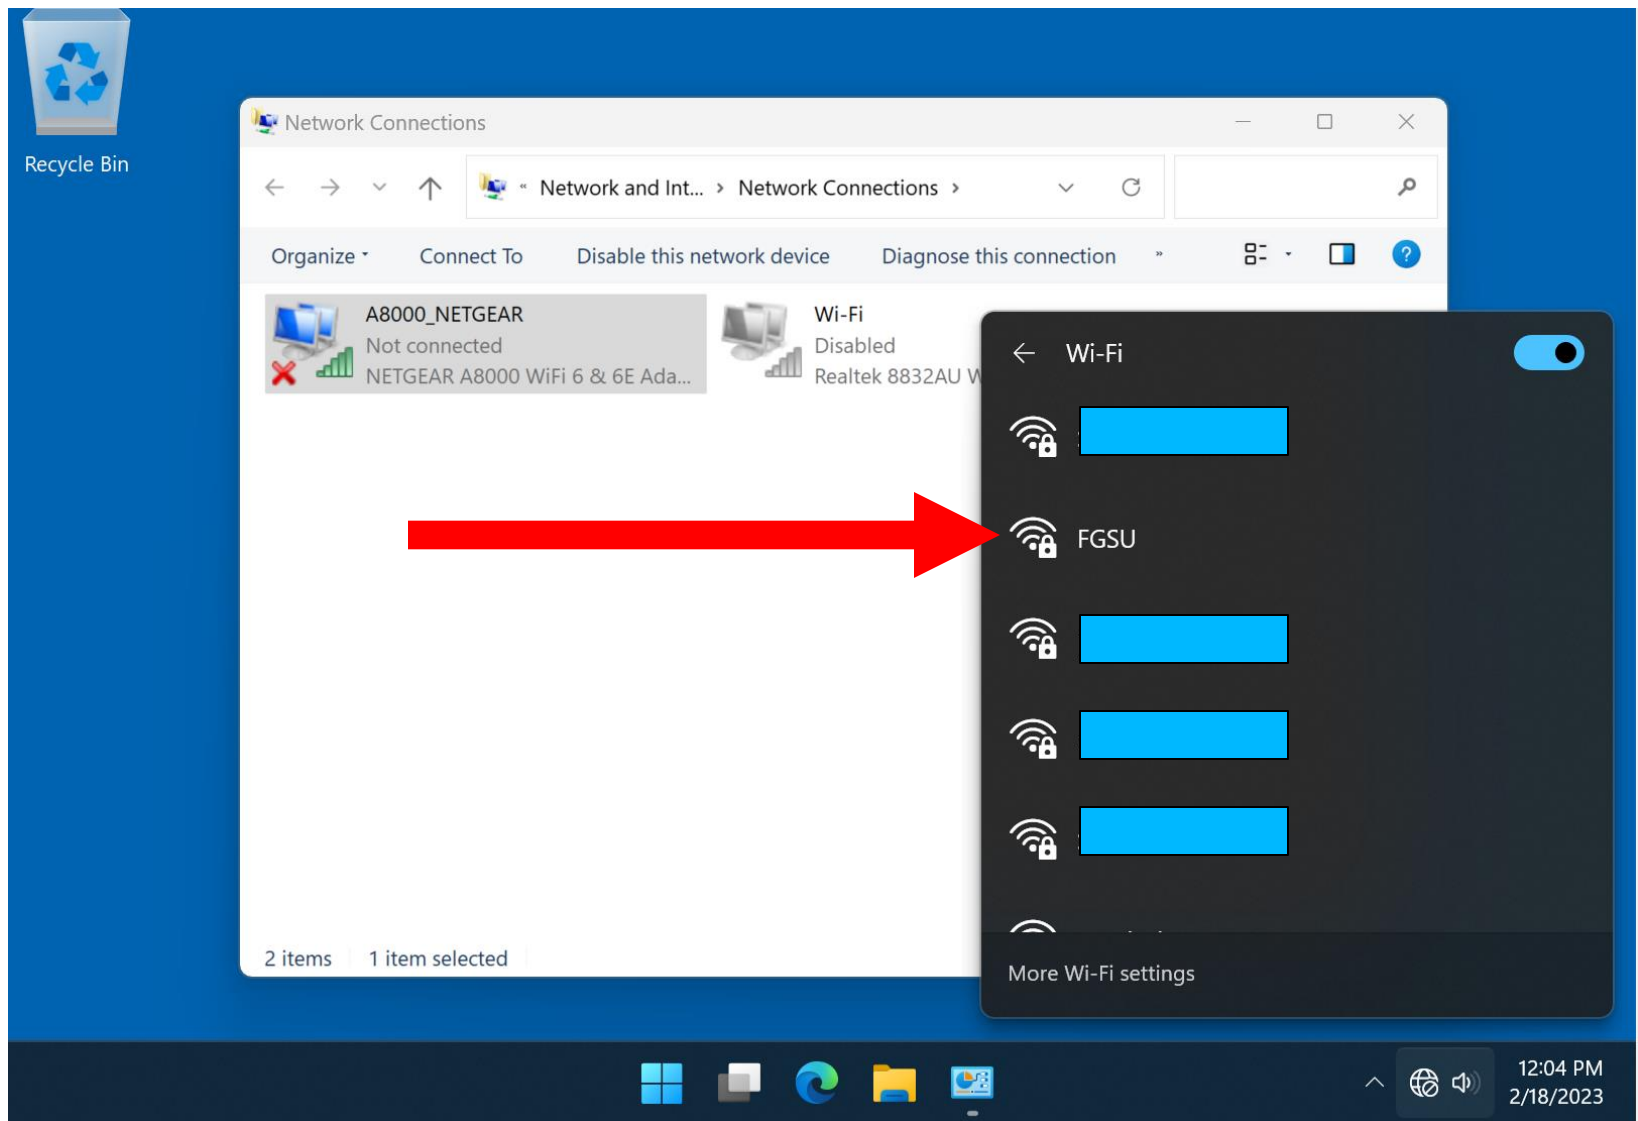 Recycle Bin
Network Connections
« Network and Int... › Network Connections ›
Organize Connect To Disable this network device Diagnose this connection »
A8000_NETGEAR
Not connected
NETGEAR A8000 WiFi 6 & 6E Ada...
Wi-Fi
Disabled
Realtek 8832AU
Wi-Fi
FGSU
More Wi-Fi settings
2 items 1 item selected
12:04 PM
2/18/2023